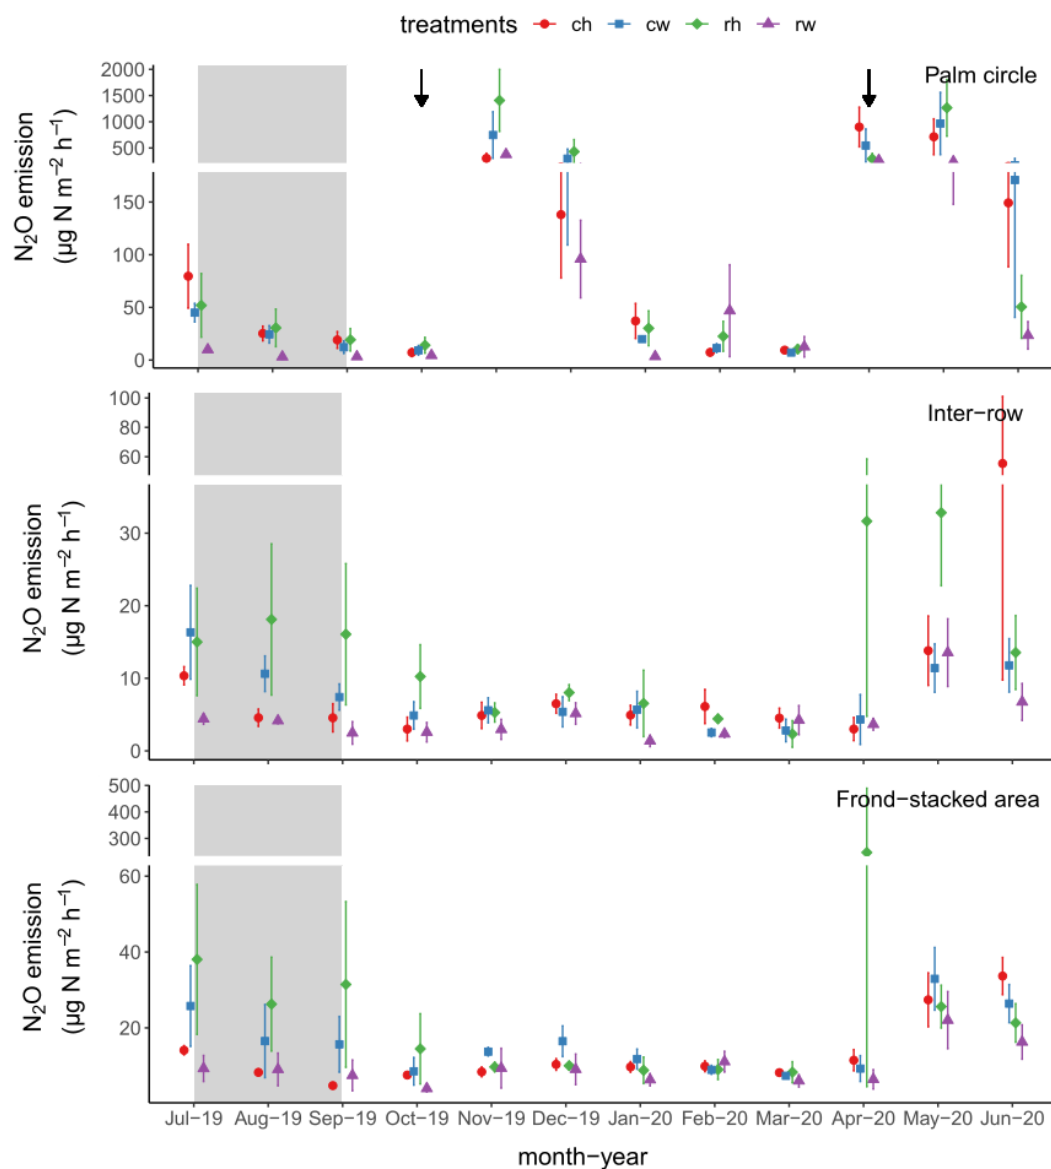 treatments ch cw rh rw
Palm circle
N₂O emission
(µg N m⁻² h⁻¹)
2000
1500
1000
500
150
100
50
0
Inter−row
N₂O emission
(µg N m⁻² h⁻¹)
100
80
60
30
20
10
0
Frond−stacked area
N₂O emission
(µg N m⁻² h⁻¹)
500
400
300
60
40
20
Jul−19 Aug−19 Sep−19 Oct−19 Nov−19 Dec−19 Jan−20 Feb−20 Mar−20 Apr−20 May−20 Jun−20
month−year